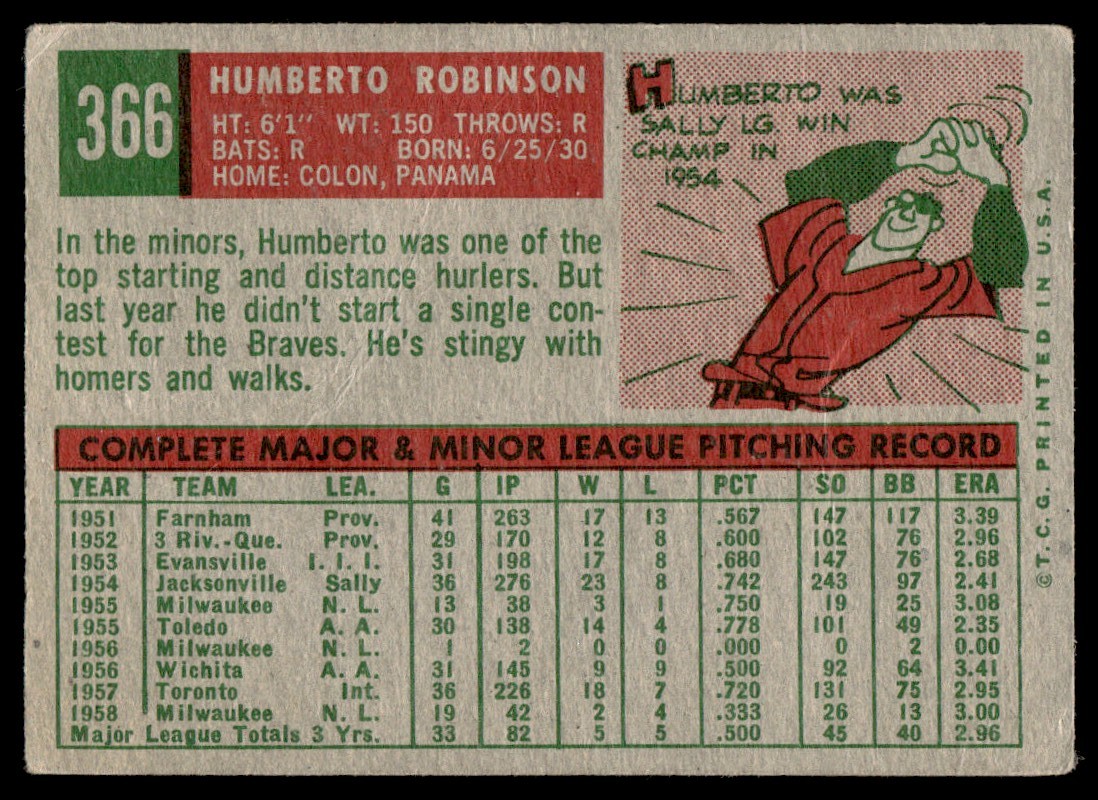 366
HUMBERTO ROBINSON
HT: 6'1" WT: 150 THROWS: R
BATS: R BORN: 6/25/30
HOME: COLON, PANAMA
HUMBERTO WAS
SALLY LG. WIN
CHAMP IN
1954
In the minors, Humberto was one of the
top starting and distance hurlers. But
last year he didn't start a single con-
test for the Braves. He's stingy with
homers and walks.
COMPLETE MAJOR & MINOR LEAGUE PITCHING RECORD
YEAR TEAM LEA. G IP W L PCT SO BB ERA
1951 Farnham Prov. 41 263 17 13 .567 147 117 3.39
1952 3 Riv.-Que. Prov. 29 170 12 8 .600 102 76 2.96
1953 Evansville I. I. I. 31 198 17 8 .680 147 76 2.68
1954 Jacksonville Sally 36 276 23 8 .742 243 97 2.41
1955 Milwaukee N. L. 13 38 3 1 .750 19 25 3.08
1955 Toledo A. A. 30 138 14 4 .778 101 49 2.35
1956 Milwaukee N. L. 1 2 0 0 .000 0 2 0.00
1956 Wichita A. A. 31 145 9 9 .500 92 64 3.41
1957 Toronto Int. 36 226 18 7 .720 131 75 2.95
1958 Milwaukee N. L. 19 42 2 4 .333 26 13 3.00
Major League Totals 3 Yrs. 33 82 5 5 .500 45 40 2.96
©T. C. G. PRINTED IN U.S.A.